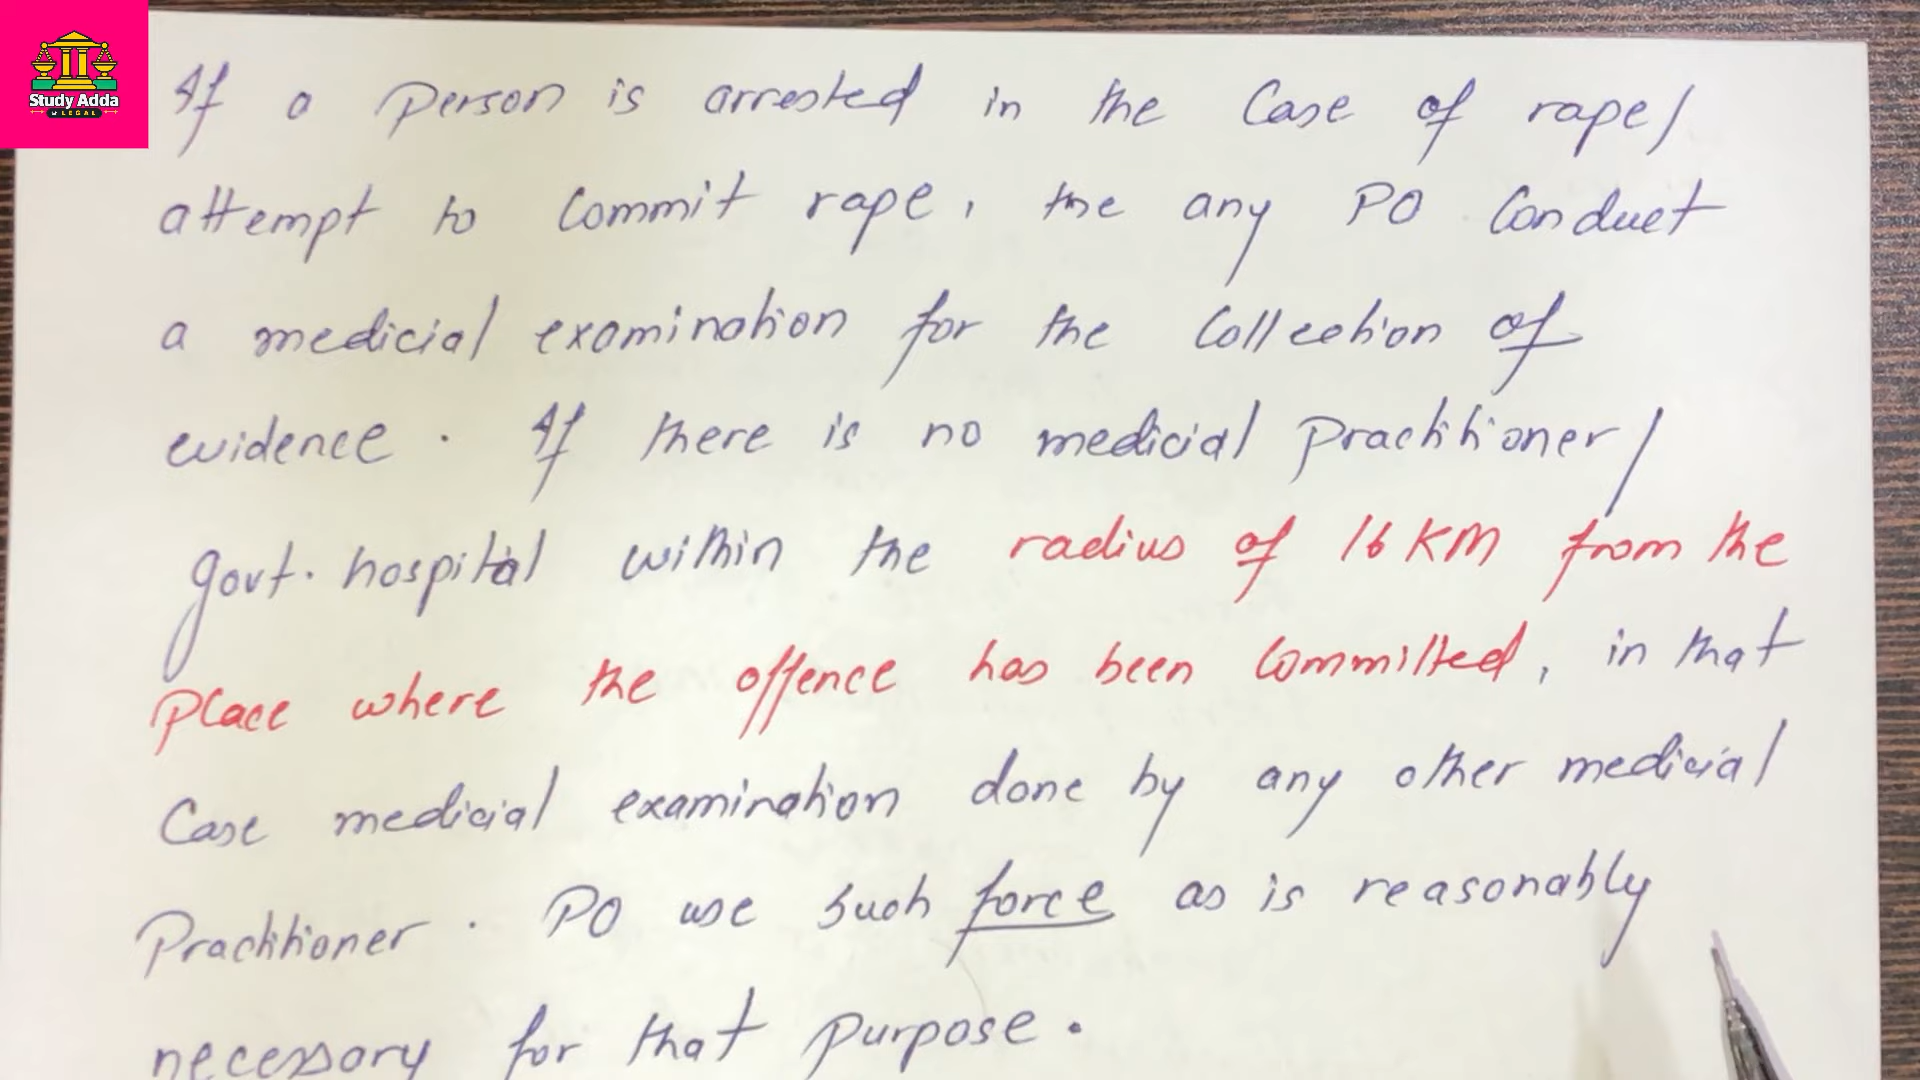 Study Adda
LEGAL
If a Person is arrested in the Case of rape/
attempt to Commit rape, the any PO Conduct
a medicial examination for the Collection of
evidence. If there is no medicial Practitioner/
govt. hospital within the radius of 16 KM from the
Place where the offence has been Committed, in that
Case medicial examination done by any other medicial
Practitioner. PO use such force as is reasonably
necessary for that purpose.